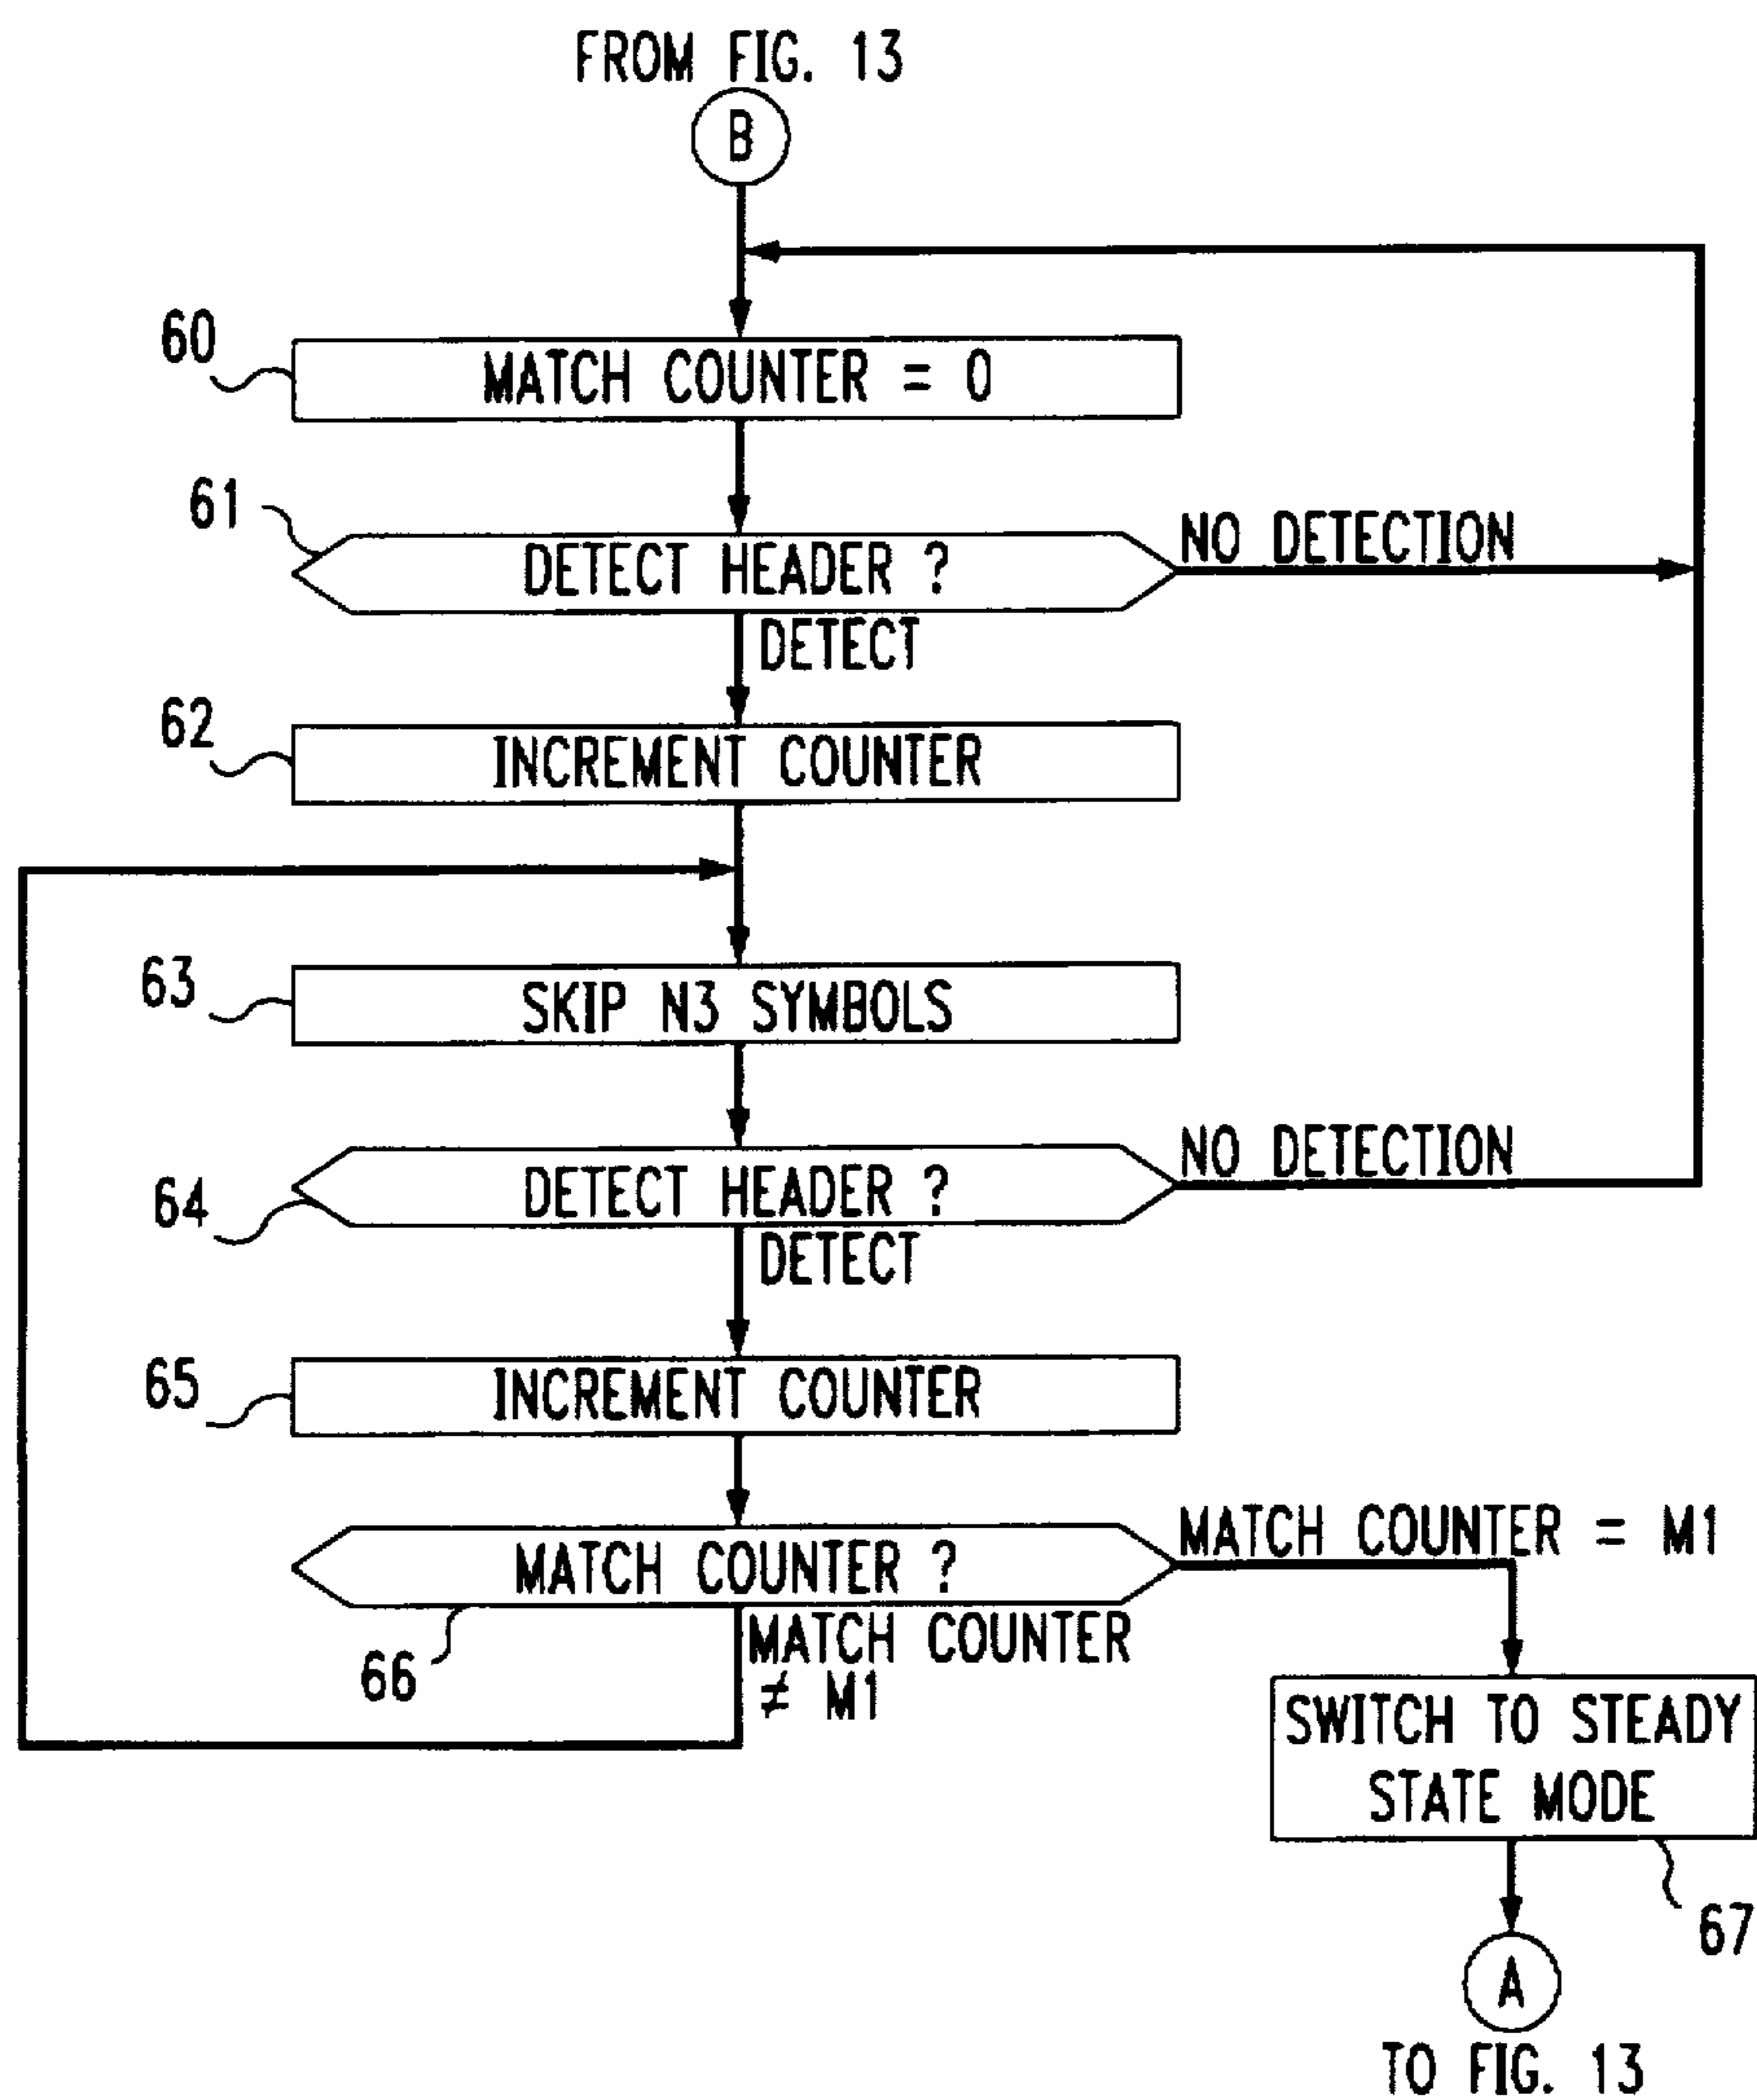 FROM FIG. 13
B
60
MATCH COUNTER = 0
61
DETECT HEADER ?
NO DETECTION
DETECT
62
INCREMENT COUNTER
63
SKIP N3 SYMBOLS
64
DETECT HEADER ?
NO DETECTION
DETECT
65
INCREMENT COUNTER
66
MATCH COUNTER ?
MATCH COUNTER = M1
MATCH COUNTER
≠ M1
SWITCH TO STEADY
STATE MODE
67
A
TO FIG. 13